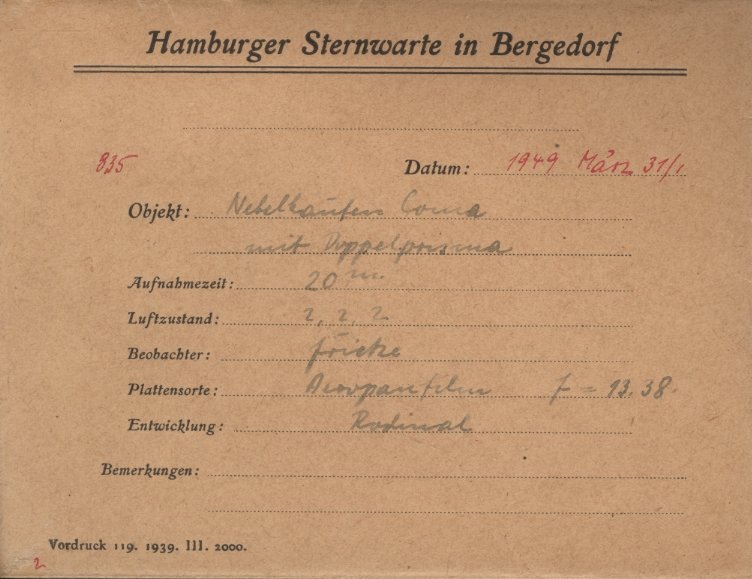 Hamburger Sternwarte in Bergedorf
835
Datum: 1949 März 31/1
Objekt: Nebelhaufen Coma
mit Doppelprisma
Aufnahmezeit: 20 m
Luftzustand: 2, 2, 2
Beobachter: Fricke
Plattensorte: f = 13.38
Entwicklung: Rodinal
Bemerkungen:
Vordruck 119. 1939. III. 2000.
2